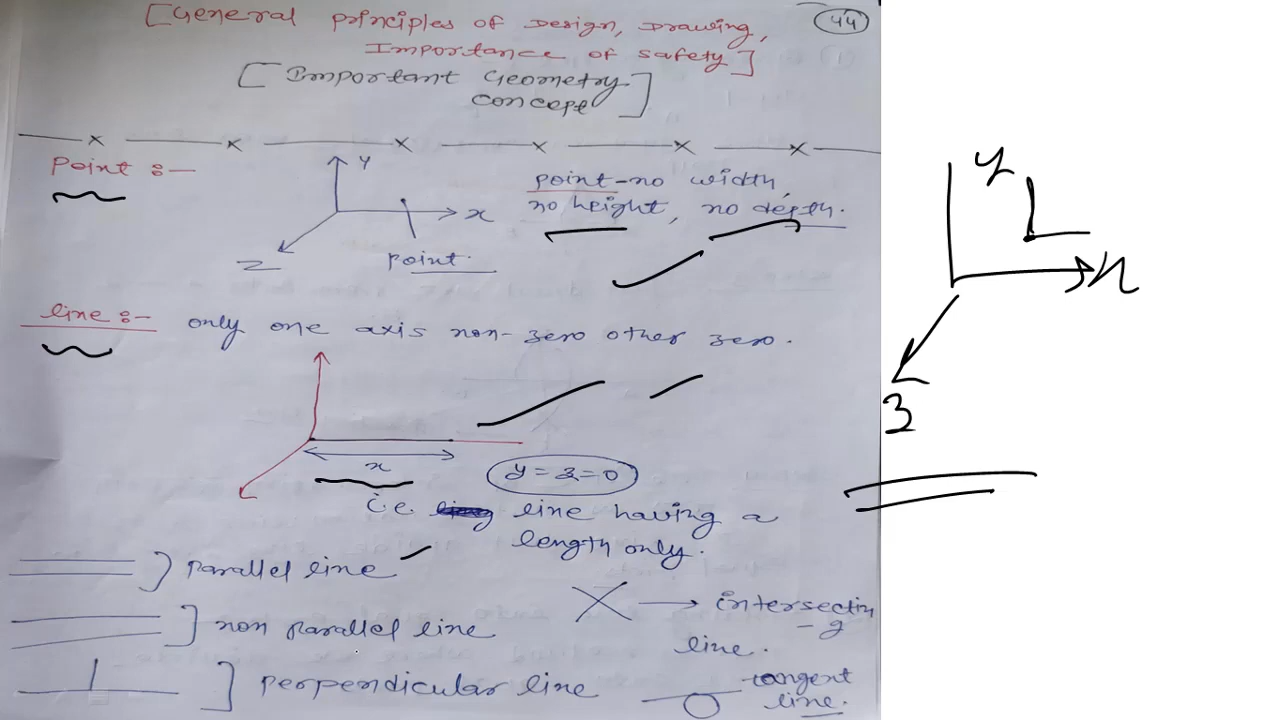 [General principles of Design, Drawing,
Importance of safety]
44
[Important Geometry
concept]
Point :-
Y
x
Z
point
point - no width,
no height, no depth.
line :- only one axis non-zero other zero.
x
y = z = 0
i.e. line having a
length only.
] parallel line
] non parallel line
] perpendicular line
→ intersectin
- g
line.
tangent
line.
y
x
3